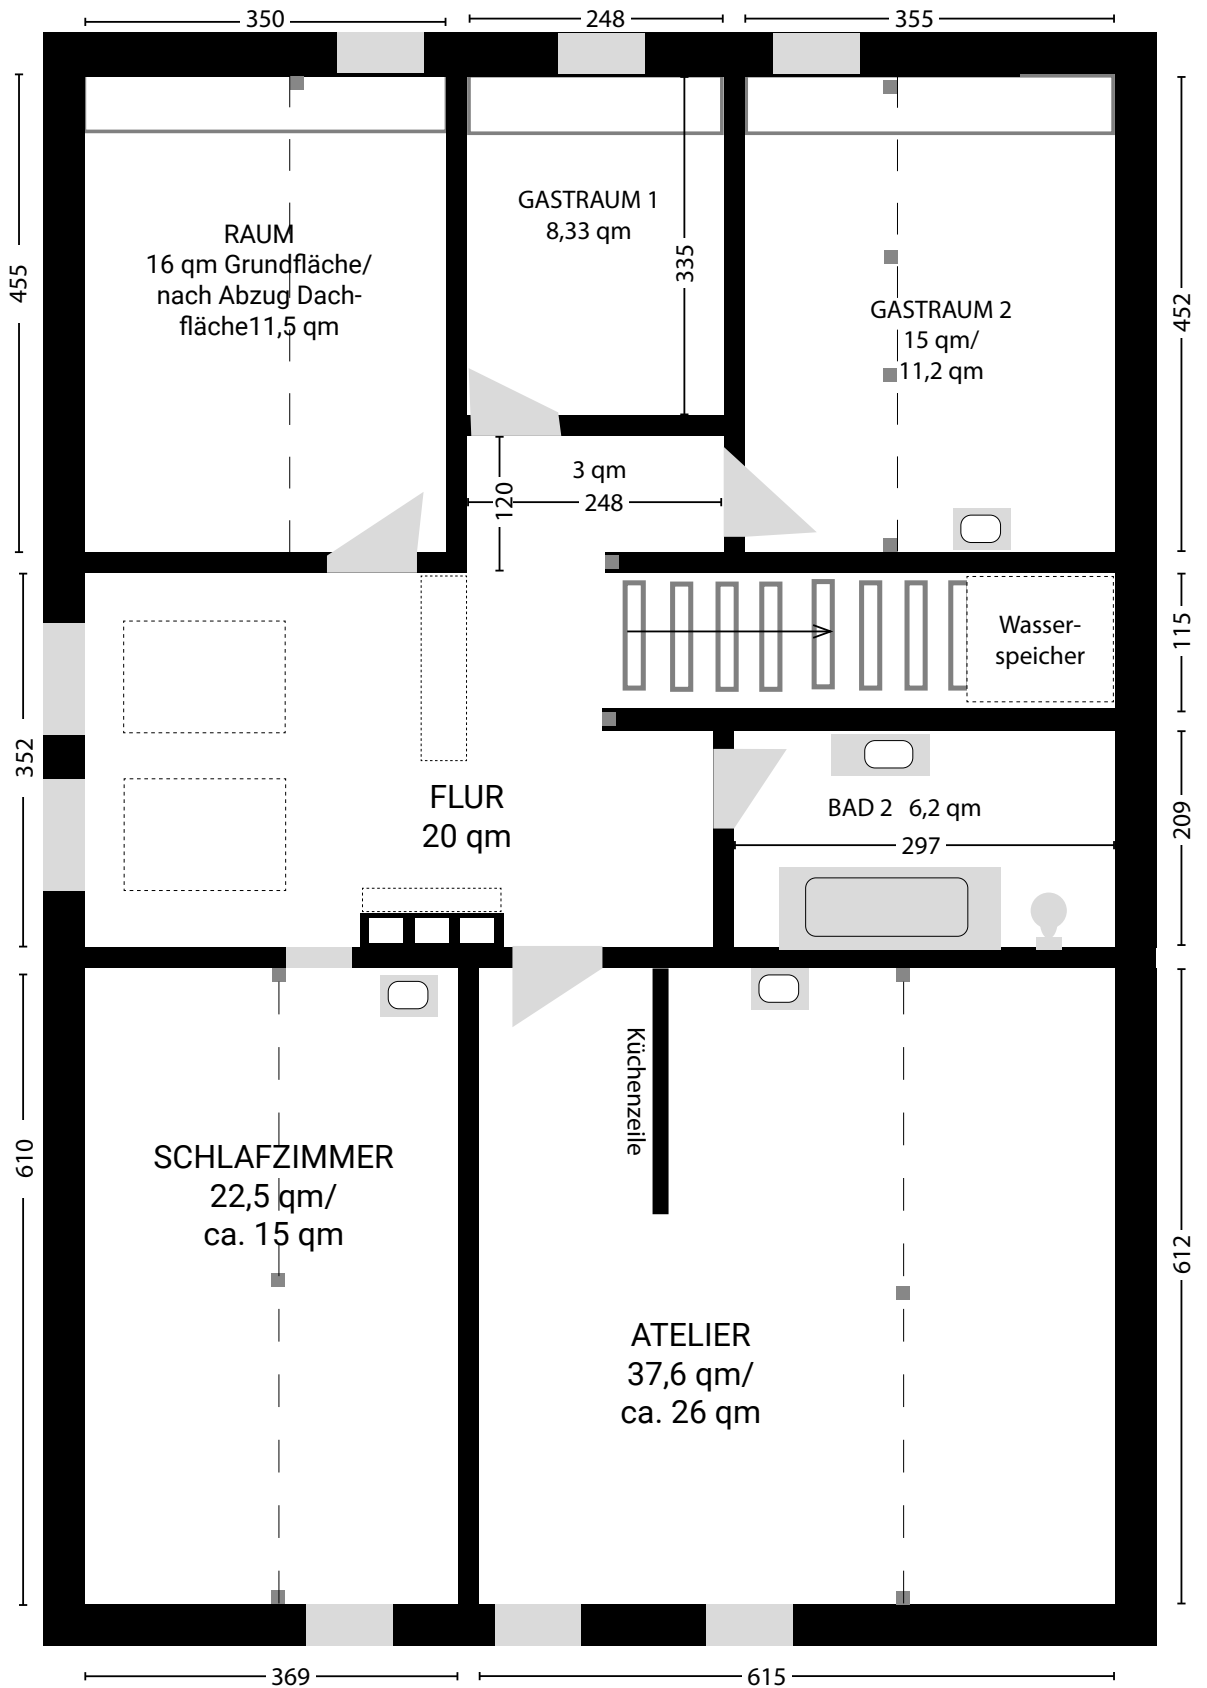 350
248
355
GASTRAUM 1
8,33 qm
335
RAUM
16 qm Grundfläche/
nach Abzug Dach-
fläche11,5 qm
455
GASTRAUM 2
15 qm/
11,2 qm
452
3 qm
248
120
Wasser-
speicher
115
352
FLUR
20 qm
BAD 2 6,2 qm
297
209
Küchenzeile
610
SCHLAFZIMMER
22,5 qm/
ca. 15 qm
612
ATELIER
37,6 qm/
ca. 26 qm
369
615